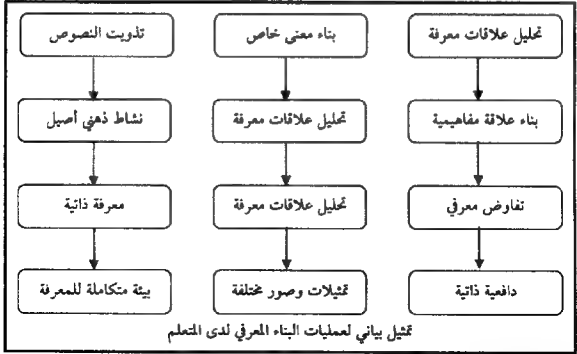 تحليل علاقات معرفة
بناء معنى خاص
تذويت النصوص
بناء علاقة مفاهيمية
تحليل علاقات معرفة
نشاط ذهني أصيل
تفاوض معرفي
تحليل علاقات معرفة
معرفة ذاتية
دافعية ذاتية
تمثيلات وصور مختلفة
بيئة متكاملة للمعرفة
تمثيل بياني لعمليات البناء المعرفي لدى المتعلم